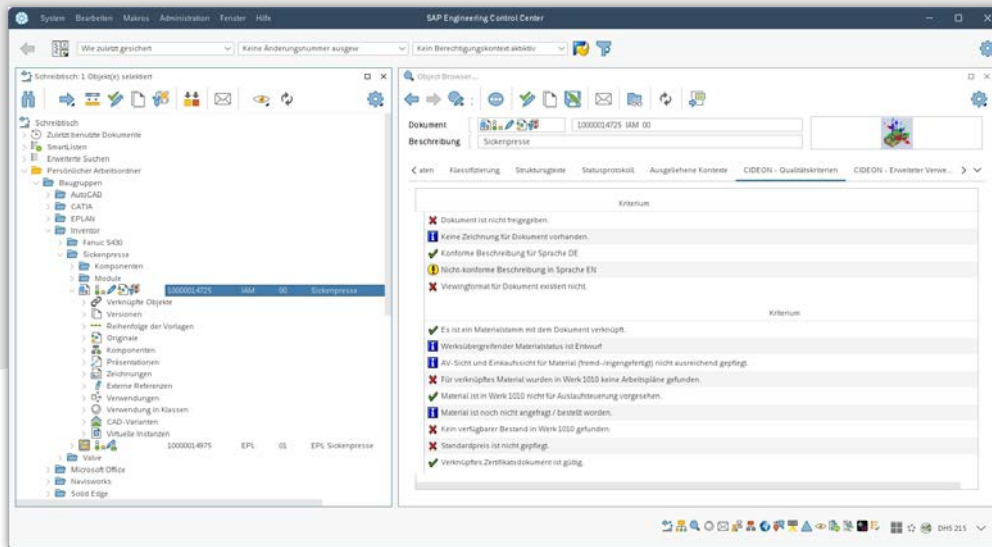 System Bearbeiten Makros Administration Fenster Hilfe
SAP Engineering Control Center
Wie zuletzt gesichert
Keine Änderungsnummer ausgew
Kein Berechtigungskontext aktiv
Schreibtisch: 1 Objekt(e) selektiert
Schreibtisch
Zuletzt benutzte Dokumente
SmartListen
Erweiterte Suchen
Persönlicher Arbeitsordner
Baugruppen
AutoCAD
CATIA
EPLAN
Inventor
Fanuc S430
Sickenpresse
Komponenten
Module
10000014725 IAM 00 Sickenpresse
Verknüpfte Objekte
Versionen
Reihenfolge der Vorlagen
Originale
Komponenten
Präsentationen
Zeichnungen
Externe Referenzen
Verwendungen
Verwendung in Klassen
CAD-Varianten
Virtuelle Instanzen
10000014975 EPL 01 EPL Sickenpresse
Valve
Microsoft Office
Navisworks
Solid Edge
Object Browser...
Dokument 10000014725 IAM 00
Beschreibung Sickenpresse
aten Klassifizierung Strukturgtexte Statusprotokoll Ausgeliehene Kontexte CIDEON - Qualitätskriterien CIDEON - Erweiterter Verwe...
Kriterium
Dokument ist nicht freigegeben.
Keine Zeichnung für Dokument vorhanden.
Konforme Beschreibung für Sprache DE
Nicht-konforme Beschreibung in Sprache EN
Viewingformat für Dokument existiert nicht.
Kriterium
Es ist ein Materialstamm mit dem Dokument verknüpft.
Werksübergreifender Materialstatus ist Entwurf
AV-Sicht und Einkaufssicht für Material (fremd-/eigengefertigt) nicht ausreichend gepflegt.
Für verknüpftes Material wurden in Werk 1010 keine Arbeitspläne gefunden.
Material ist in Werk 1010 nicht für Auslaufsteuerung vorgesehen.
Material ist noch nicht angefragt / bestellt worden.
Kein verfügbarer Bestand in Werk 1010 gefunden.
Standardpreis ist nicht gepflegt.
Verknüpftes Zertifikatsdokument ist gültig.
DHS 215